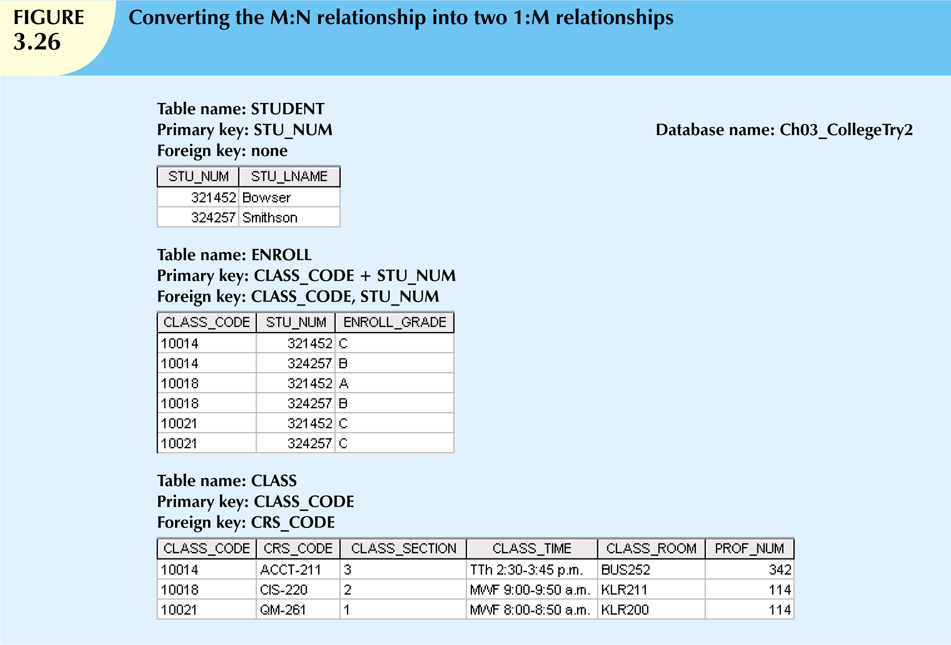 FIGURE
3.26
Converting the M:N relationship into two 1:M relationships
Table name: STUDENT
Primary key: STU_NUM
Database name: Ch03_CollegeTry2
Foreign key: none
STU_NUM STU_LNAME
321452 Bowser
324257 Smithson
Table name: ENROLL
Primary key: CLASS_CODE + STU_NUM
Foreign key: CLASS_CODE, STU_NUM
CLASS_CODE STU_NUM ENROLL_GRADE
10014 321452 C
10014 324257 B
10018 321452 A
10018 324257 B
10021 321452 C
10021 324257 C
Table name: CLASS
Primary key: CLASS_CODE
Foreign key: CRS_CODE
CLASS_CODE CRS_CODE CLASS_SECTION CLASS_TIME CLASS_ROOM PROF_NUM
10014 ACCT-211 3 TTh 2:30-3:45 p.m. BUS252 342
10018 CIS-220 2 MWF 9:00-9:50 a.m. KLR211 114
10021 QM-261 1 MWF 8:00-8:50 a.m. KLR200 114